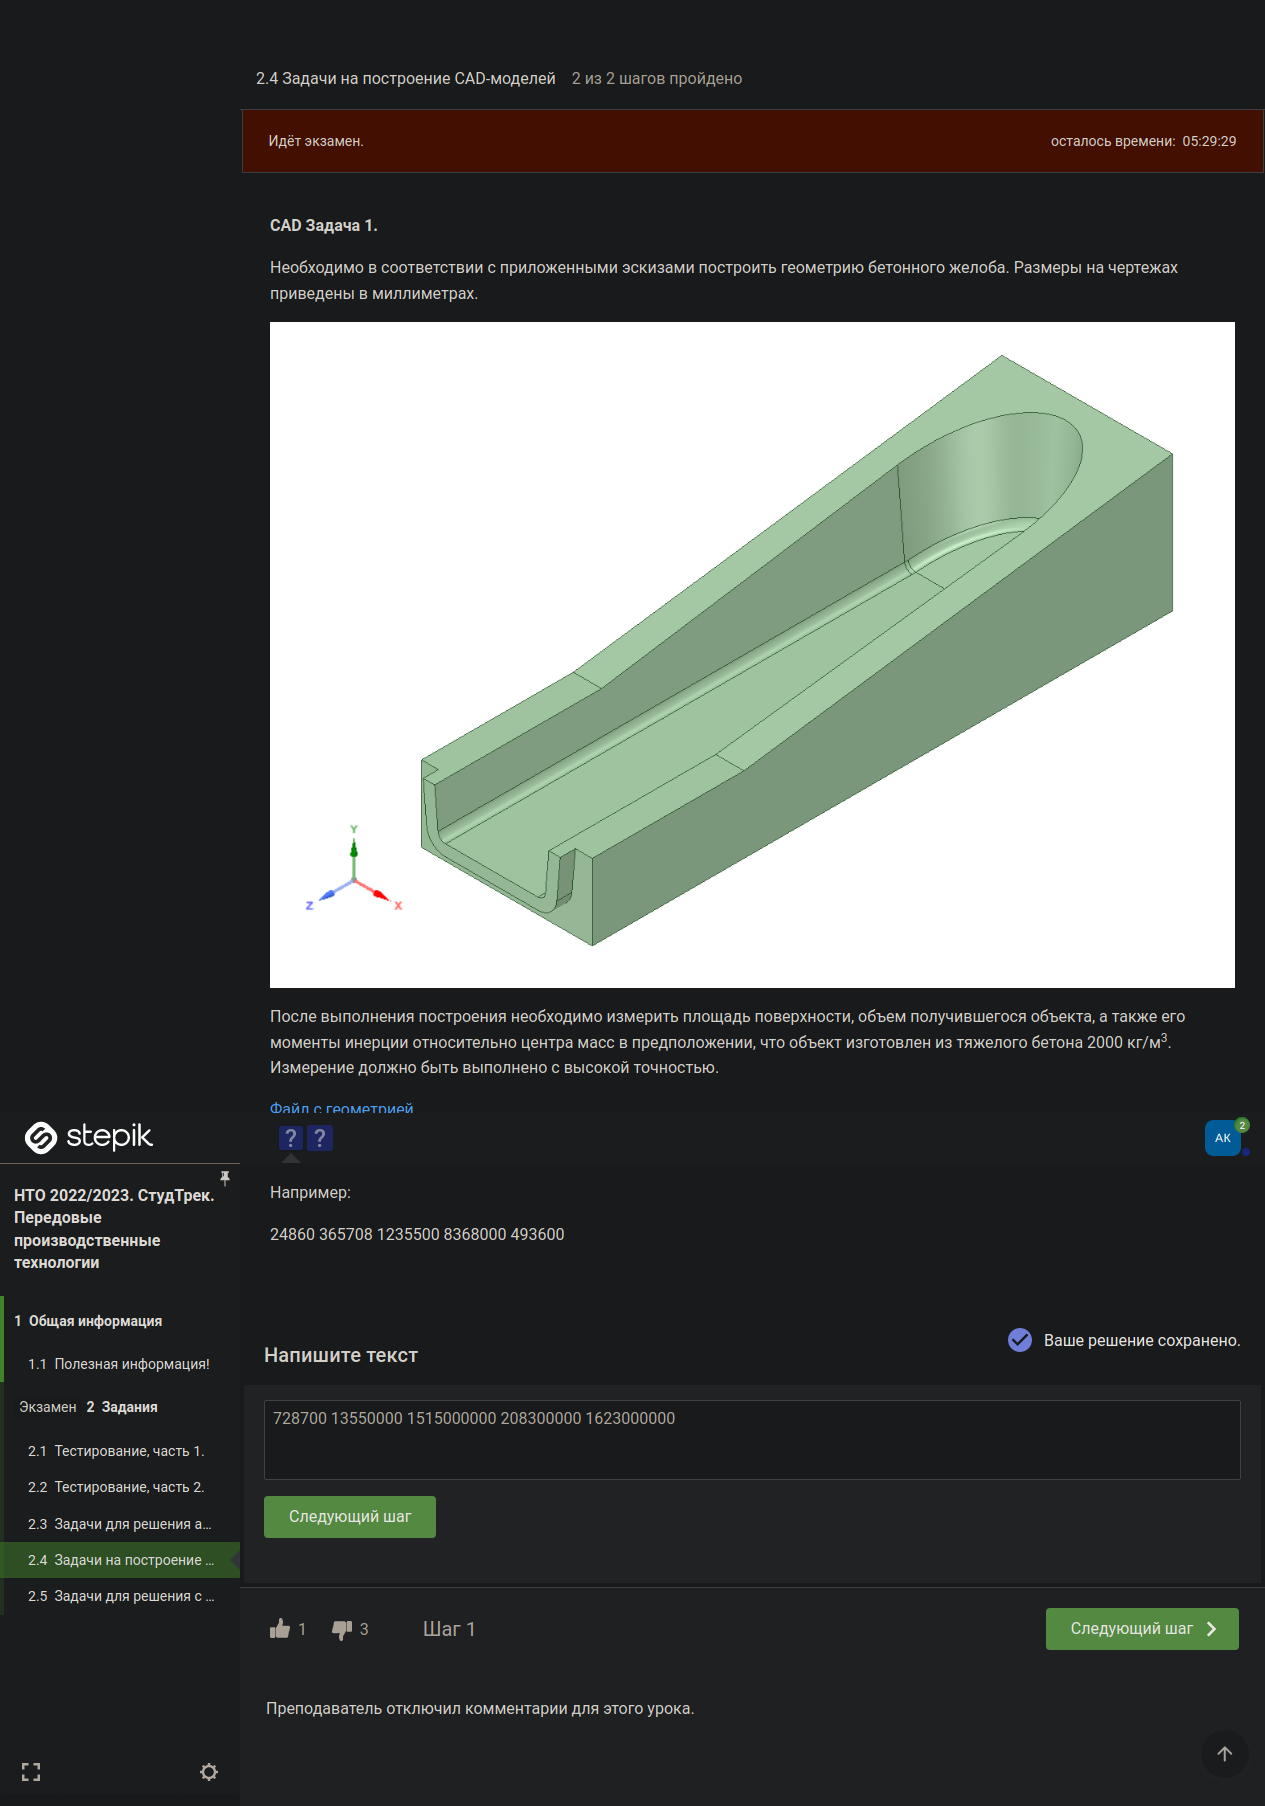 2.4 Задачи на построение CAD-моделей 2 из 2 шагов пройдено
Идёт экзамен. осталось времени: 05:29:29
CAD Задача 1.
Необходимо в соответствии с приложенными эскизами построить геометрию бетонного желоба. Размеры на чертежах
приведены в миллиметрах.
Y
Z X
После выполнения построения необходимо измерить площадь поверхности, объем получившегося объекта, а также его
моменты инерции относительно центра масс в предположении, что объект изготовлен из тяжелого бетона 2000 кг/м³.
Измерение должно быть выполнено с высокой точностью.
Файл с геометрией
stepik
? ?
АК 2
НТО 2022/2023. СтудТрек.
Передовые
производственные
технологии
1 Общая информация
1.1 Полезная информация!
Экзамен 2 Задания
2.1 Тестирование, часть 1.
2.2 Тестирование, часть 2.
2.3 Задачи для решения а...
2.4 Задачи на построение ...
2.5 Задачи для решения с ...
Например:
24860 365708 1235500 8368000 493600
Ваше решение сохранено.
Напишите текст
728700 13550000 1515000000 208300000 1623000000
Следующий шаг
1 3 Шаг 1 Следующий шаг
Преподаватель отключил комментарии для этого урока.